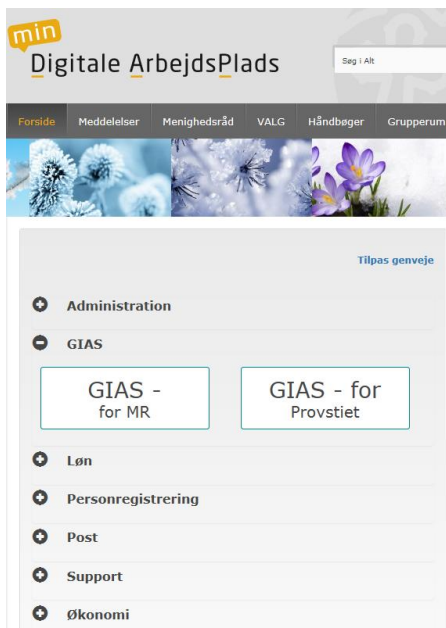 min
Digitale ArbejdsPlads
Søg i Alt
Forside Meddelelser Menighedsråd VALG Håndbøger Grupperum
Tilpas genveje
Administration
GIAS
GIAS - GIAS - for
for MR Provstiet
Løn
Personregistrering
Post
Support
Økonomi